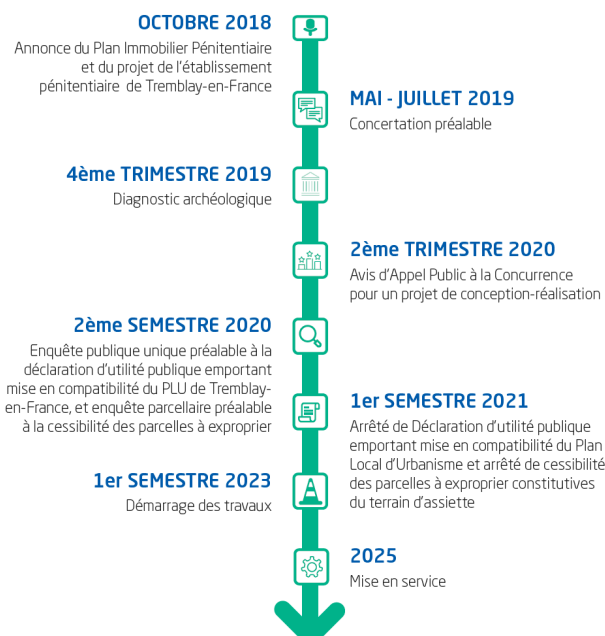 OCTOBRE 2018
Annonce du Plan Immobilier Pénitentiaire
et du projet de l'établissement
pénitentiaire de Tremblay-en-France
MAI - JUILLET 2019
Concertation préalable
4ème TRIMESTRE 2019
Diagnostic archéologique
2ème TRIMESTRE 2020
Avis d'Appel Public à la Concurrence
pour un projet de conception-réalisation
2ème SEMESTRE 2020
Enquête publique unique préalable à la
déclaration d'utilité publique emportant
mise en compatibilité du PLU de Tremblay-
en-France, et enquête parcellaire préalable
à la cessibilité des parcelles à exproprier
1er SEMESTRE 2021
Arrêté de Déclaration d'utilité publique
emportant mise en compatibilité du Plan
Local d'Urbanisme et arrêté de cessibilité
des parcelles à exproprier constitutives
du terrain d'assiette
1er SEMESTRE 2023
Démarrage des travaux
2025
Mise en service